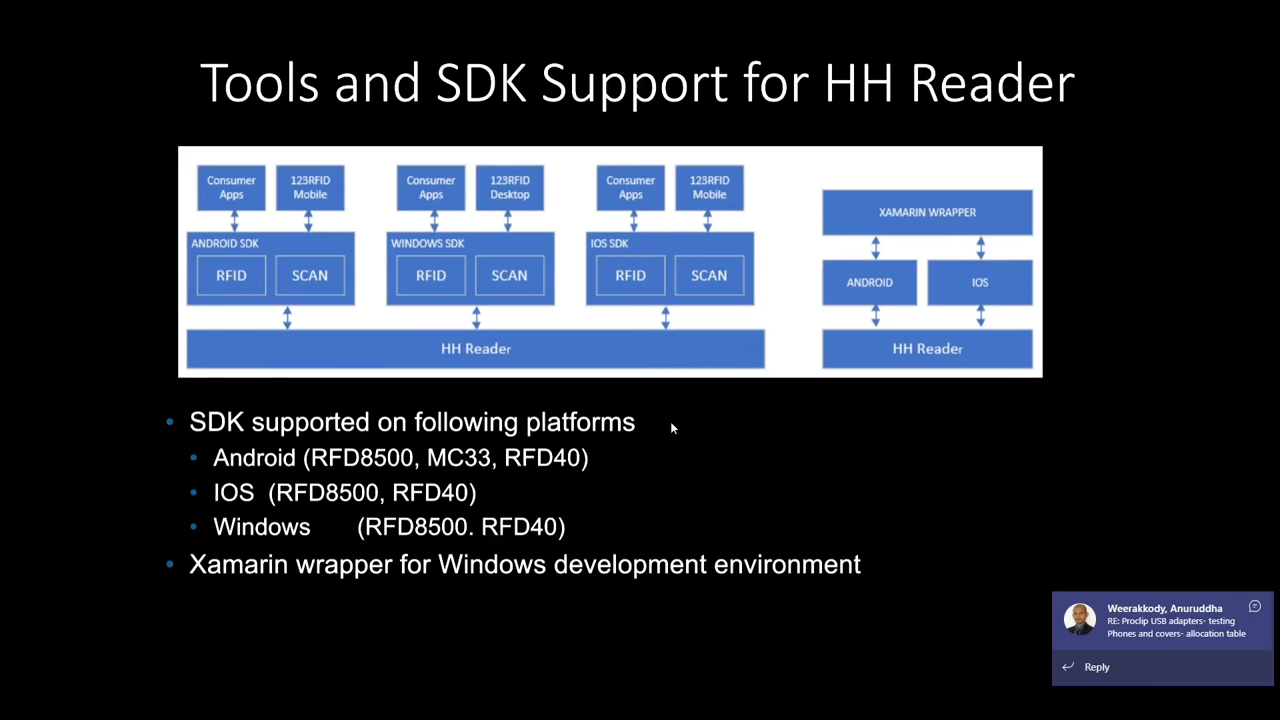 Tools and SDK Support for HH Reader
Consumer
Apps
123RFID
Mobile
Consumer
Apps
123RFID
Desktop
Consumer
Apps
123RFID
Mobile
ANDROID SDK
RFID
SCAN
WINDOWS SDK
RFID
SCAN
IOS SDK
RFID
SCAN
HH Reader
XAMARIN WRAPPER
ANDROID
IOS
HH Reader
• SDK supported on following platforms
• Android (RFD8500, MC33, RFD40)
• IOS (RFD8500, RFD40)
• Windows (RFD8500. RFD40)
• Xamarin wrapper for Windows development environment
Weerakkody, Anuruddha
RE: Proclip USB adapters- testing
Phones and covers- allocation table
Reply